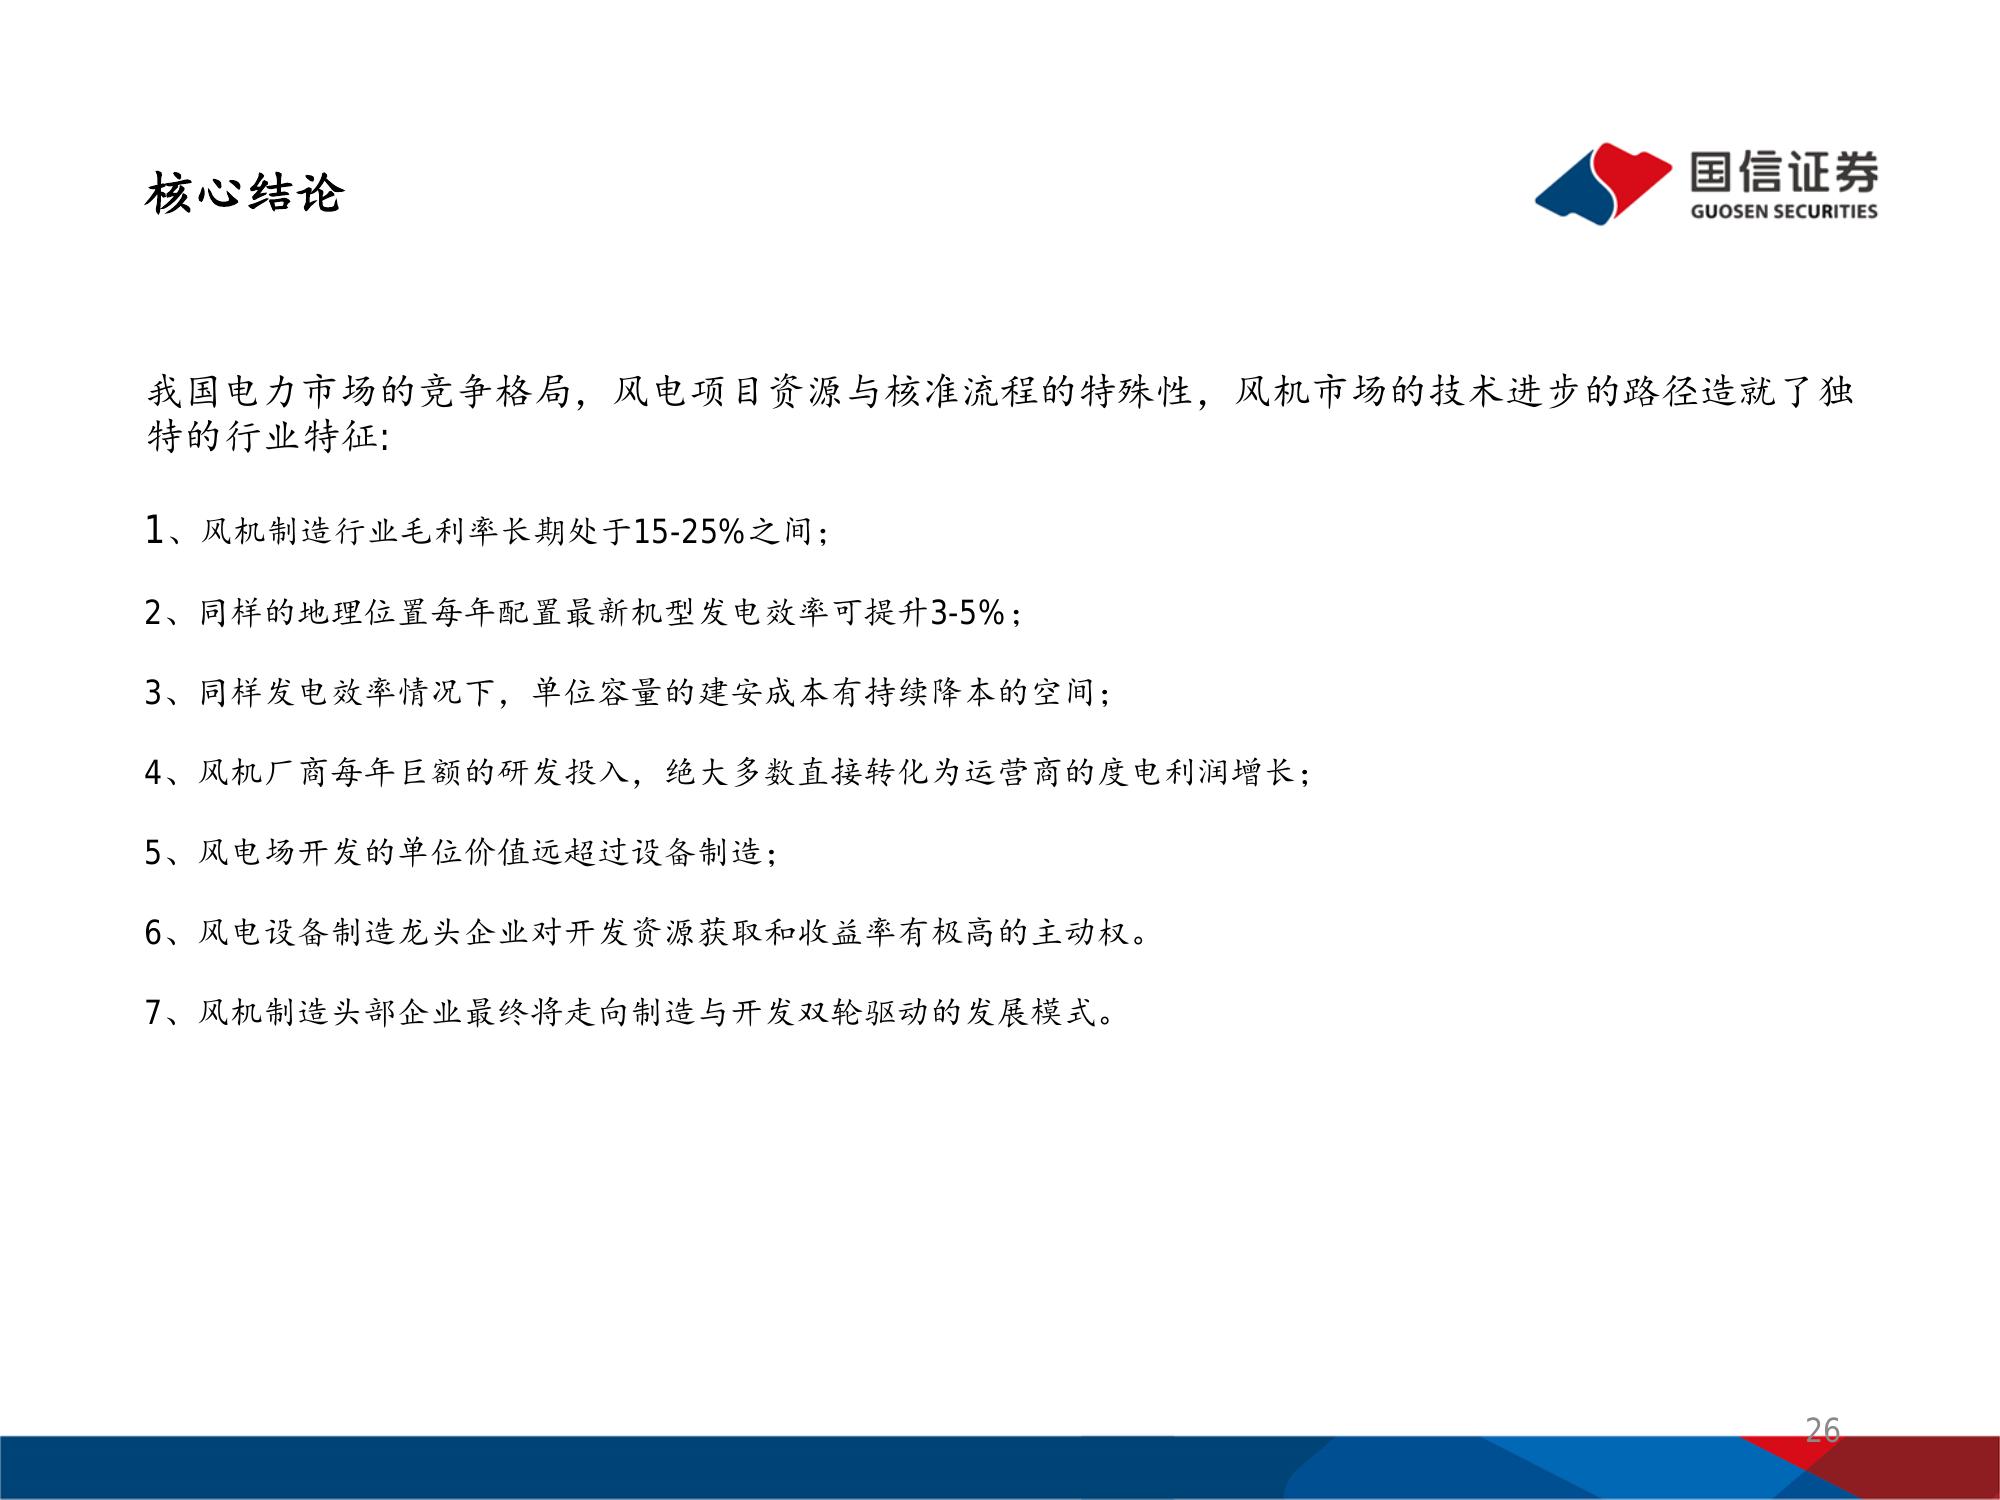 核心结论
国信证券
GUOSEN SECURITIES
我国电力市场的竞争格局，风电项目资源与核准流程的特殊性，风机市场的技术进步的路径造就了独
特的行业特征:
1、风机制造行业毛利率长期处于15-25%之间；
2、同样的地理位置每年配置最新机型发电效率可提升3-5%；
3、同样发电效率情况下，单位容量的建安成本有持续降本的空间；
4、风机厂商每年巨额的研发投入，绝大多数直接转化为运营商的度电利润增长；
5、风电场开发的单位价值远超过设备制造；
6、风电设备制造龙头企业对开发资源获取和收益率有极高的主动权。
7、风机制造头部企业最终将走向制造与开发双轮驱动的发展模式。
26